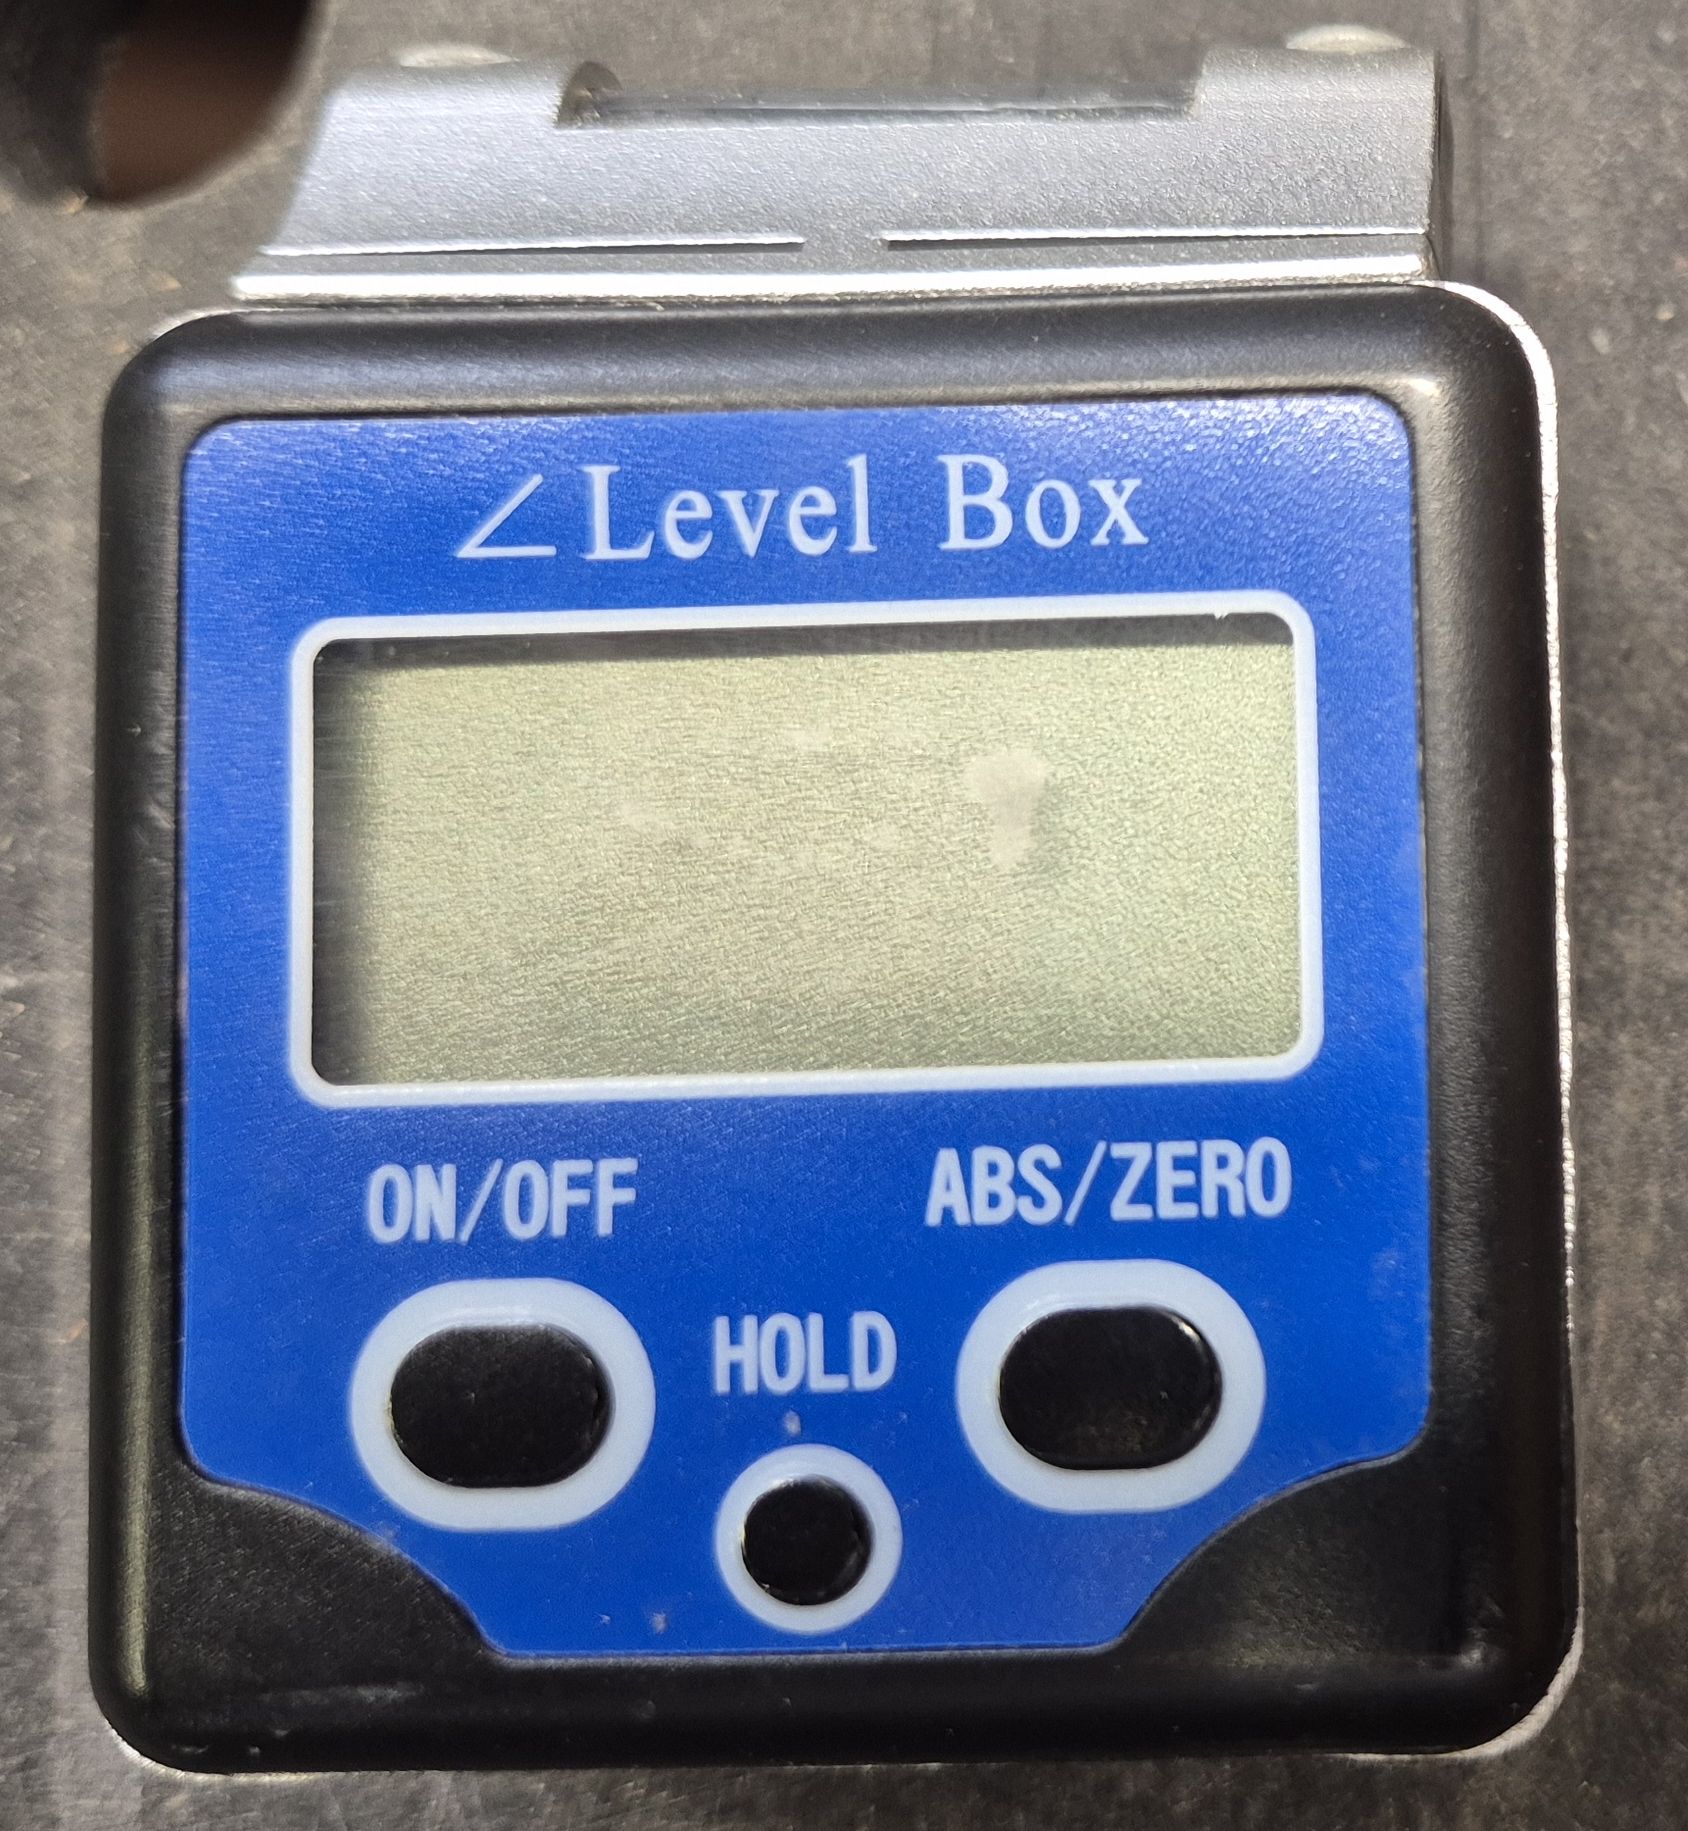 ∠Level Box
ON/OFF
ABS/ZERO
HOLD